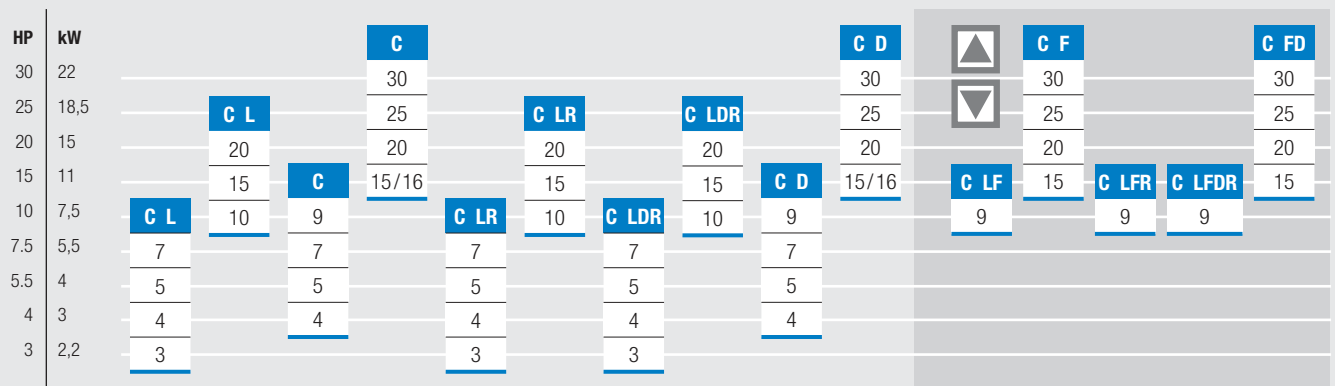 HP kW C C D C F C FD
30 22 30 30 30 30
25 18,5 C L 25 C LR C LDR 25 25 25
20 15 20 20 20 20 20 20 20
15 11 15 C 15/16 15 15 C D 15/16 C LF 15 C LFR C LFDR 15
10 7,5 C L 10 9 C LR 10 C LDR 10 9 9 9 9
7.5 5,5 7 7 7 7 7
5.5 4 5 5 5 5 5
4 3 4 4 4 4 4
3 2,2 3 3 3